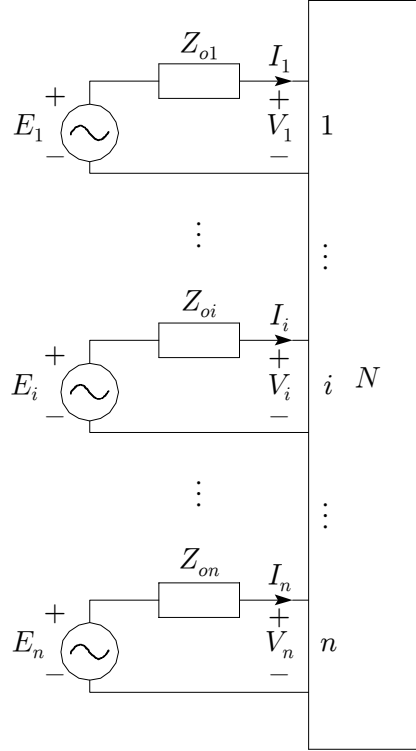 Z_{o1} I_1
+ +
E_1 V_1 1
− −
⋮ ⋮
Z_{oi} I_i
+ +
E_i V_i i N
− −
⋮ ⋮
Z_{on} I_n
+ +
E_n V_n n
− −